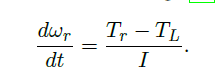 dω_r/dt = (T_r − T_L)/I.